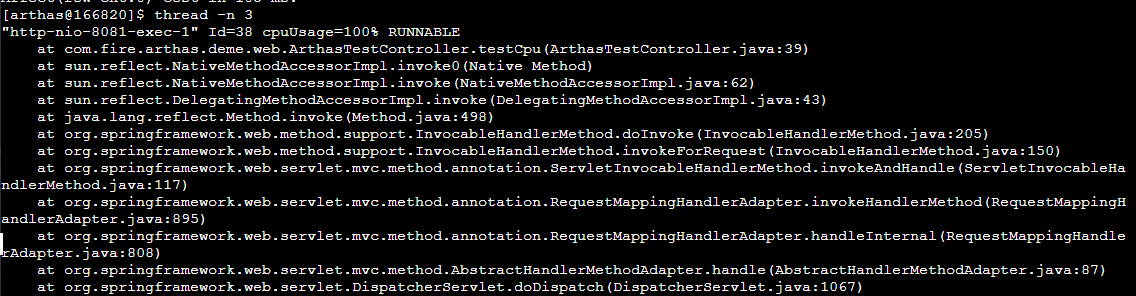 [arthas@166820]$ thread -n 3
"http-nio-8081-exec-1" Id=38 cpuUsage=100% RUNNABLE
    at com.fire.arthas.deme.web.ArthasTestController.testCpu(ArthasTestController.java:39)
    at sun.reflect.NativeMethodAccessorImpl.invoke0(Native Method)
    at sun.reflect.NativeMethodAccessorImpl.invoke(NativeMethodAccessorImpl.java:62)
    at sun.reflect.DelegatingMethodAccessorImpl.invoke(DelegatingMethodAccessorImpl.java:43)
    at java.lang.reflect.Method.invoke(Method.java:498)
    at org.springframework.web.method.support.InvocableHandlerMethod.doInvoke(InvocableHandlerMethod.java:205)
    at org.springframework.web.method.support.InvocableHandlerMethod.invokeForRequest(InvocableHandlerMethod.java:150)
    at org.springframework.web.servlet.mvc.method.annotation.ServletInvocableHandlerMethod.invokeAndHandle(ServletInvocableHa
ndlerMethod.java:117)
    at org.springframework.web.servlet.mvc.method.annotation.RequestMappingHandlerAdapter.invokeHandlerMethod(RequestMappingH
andlerAdapter.java:895)
    at org.springframework.web.servlet.mvc.method.annotation.RequestMappingHandlerAdapter.handleInternal(RequestMappingHandle
rAdapter.java:808)
    at org.springframework.web.servlet.mvc.method.AbstractHandlerMethodAdapter.handle(AbstractHandlerMethodAdapter.java:87)
    at org.springframework.web.servlet.DispatcherServlet.doDispatch(DispatcherServlet.java:1067)